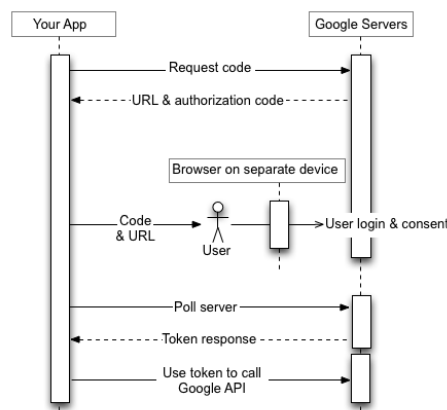 Your App
Google Servers
Request code
URL & authorization code
Browser on separate device
Code
& URL
User
User login & consent
Poll server
Token response
Use token to call
Google API